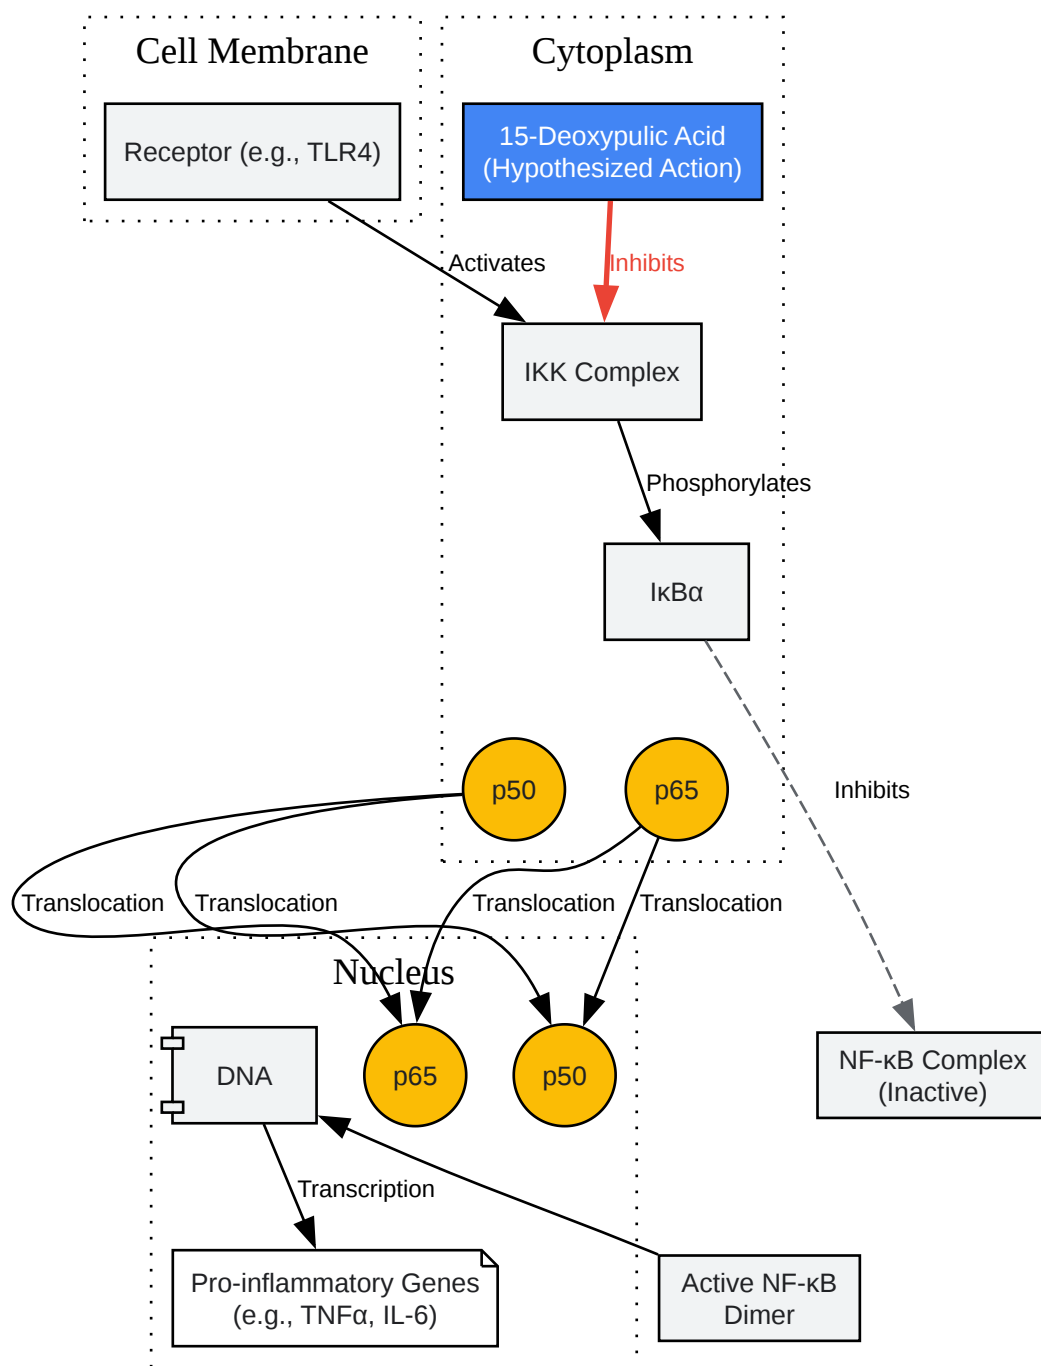 Cell Membrane
Cytoplasm
Receptor (e.g., TLR4)
15-Deoxypulic Acid
(Hypothesized Action)
Activates
Inhibits
IKK Complex
Phosphorylates
IκBα
p50
p65
Inhibits
Translocation
Translocation
Translocation
Translocation
Nucleus
DNA
p65
p50
NF-κB Complex
(Inactive)
Transcription
Pro-inflammatory Genes
(e.g., TNFα, IL-6)
Active NF-κB
Dimer